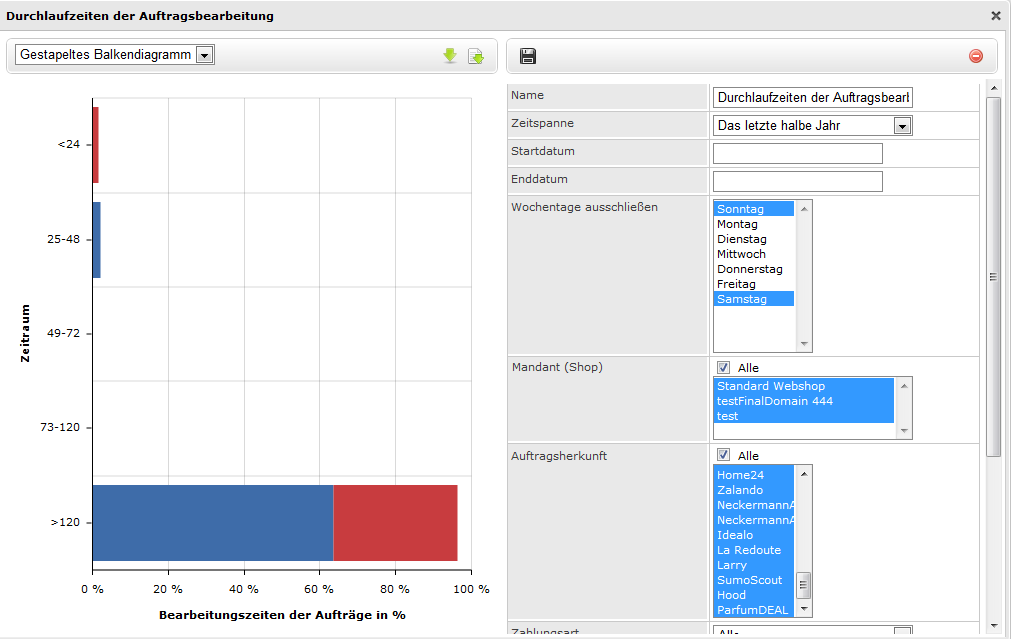 Durchlaufzeiten der Auftragsbearbeitung
Gestapeltes Balkendiagramm
<24
25-48
49-72
73-120
>120
Zeitraum
0 %
20 %
40 %
60 %
80 %
100 %
Bearbeitungszeiten der Aufträge in %
Name
Durchlaufzeiten der Auftragsbearb
Zeitspanne
Das letzte halbe Jahr
Startdatum
Enddatum
Wochentage ausschließen
Sonntag
Montag
Dienstag
Mittwoch
Donnerstag
Freitag
Samstag
Mandant (Shop)
Alle
Standard Webshop
testFinalDomain 444
test
Auftragsherkunft
Alle
Home24
Zalando
NeckermannA
NeckermannA
Idealo
La Redoute
Larry
SumoScout
Hood
ParfumDEAL
Zahlungsart
Alle